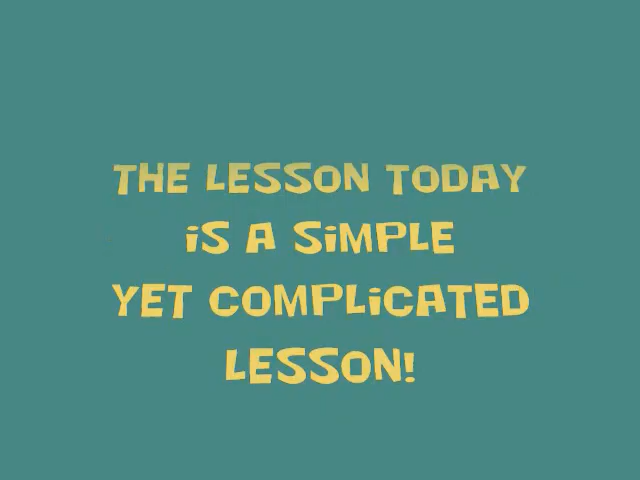 THE LESSON TODAY
iS A SiMPLE
YET COMPLiCATED
LESSON!